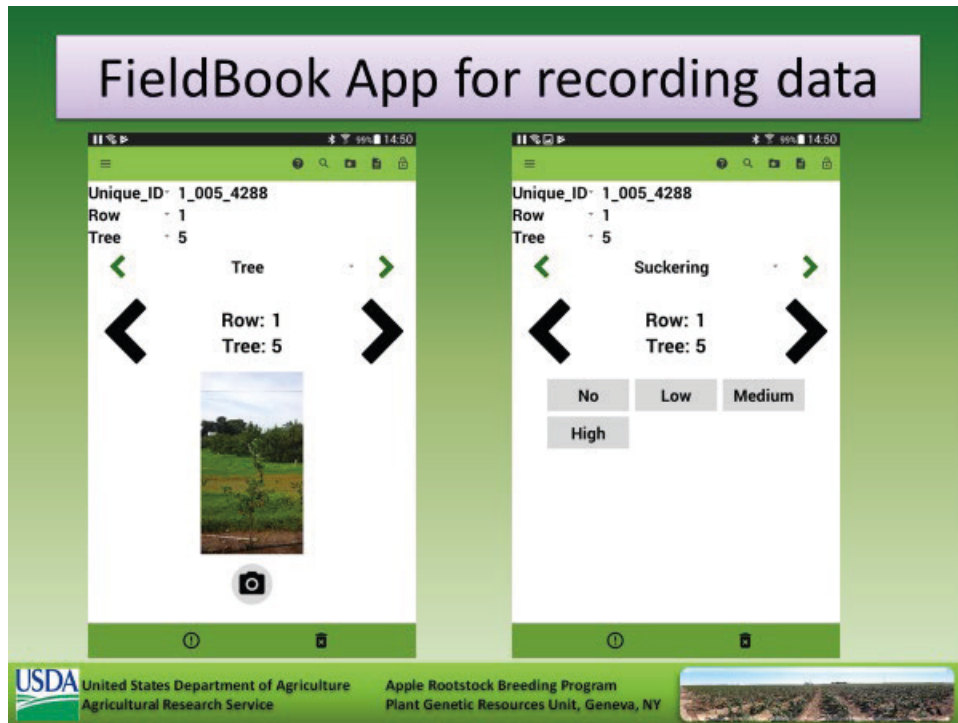 FieldBook App for recording data
99% 14:50
Unique_ID 1_005_4288
Row 1
Tree 5
Tree
Row: 1
Tree: 5
99% 14:50
Unique_ID 1_005_4288
Row 1
Tree 5
Suckering
Row: 1
Tree: 5
No Low Medium
High
USDA
United States Department of Agriculture
Agricultural Research Service
Apple Rootstock Breeding Program
Plant Genetic Resources Unit, Geneva, NY